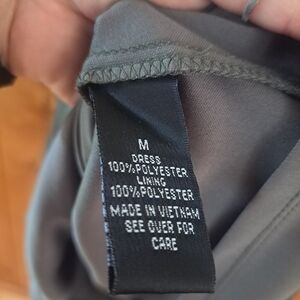 M
DRESS
100%POLYESTER
LINING
100%POLYESTER
MADE IN VIETNAM
SEE OVER FOR
CARE